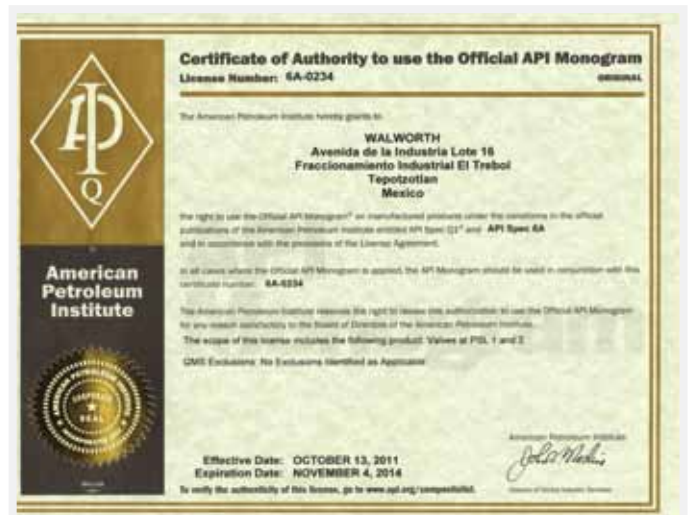 API
Q
American
Petroleum
Institute
Certificate of Authority to use the Official API Monogram
License Number: 6A-0234
ORIGINAL
The American Petroleum Institute hereby grants to
WALWORTH
Avenida de la Industria Lote 16
Fraccionamiento Industrial El Trebol
Tepotzotlan
Mexico
the right to use the Official API Monogram® on manufactured products under the conditions in the official
publications of the American Petroleum Institute entitled API Spec Q1® and API Spec 6A
and in accordance with the provisions of the License Agreement.
In all cases where the Official API Monogram is applied, the API Monogram should be used in conjunction with this
certificate number: 6A-0234
The American Petroleum Institute reserves the right to revoke this authorization to use the Official API Monogram
for any reason satisfactory to the Board of Directors of the American Petroleum Institute.
The scope of this license includes the following product: Valves at PSL 1 and 2
QMS Exclusions: No Exclusions Identified as Applicable
American Petroleum Institute
Effective Date: OCTOBER 13, 2011
Expiration Date: NOVEMBER 4, 2014
To verify the authenticity of this license, go to www.api.org/compositelist.
Director of Global Industry Services